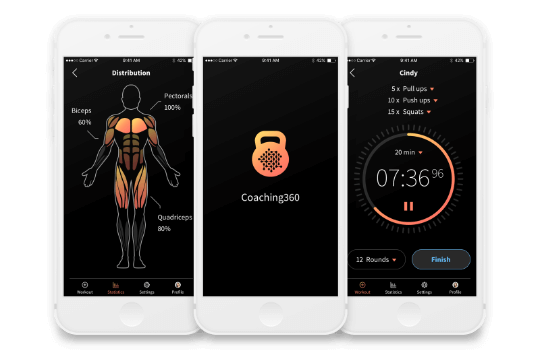 Carrier 9:41 AM 42%
Distribution
Pectorals
100%
Biceps
60%
Quadriceps
80%
Workout Statistics Settings Profile
Carrier 9:41 AM 42%
Coaching360
Carrier 9:41 AM 42%
Cindy
5 x Pull ups
10 x Push ups
15 x Squats
20 min
07:36 96
12 Rounds Finish
Workout Statistics Settings Profile